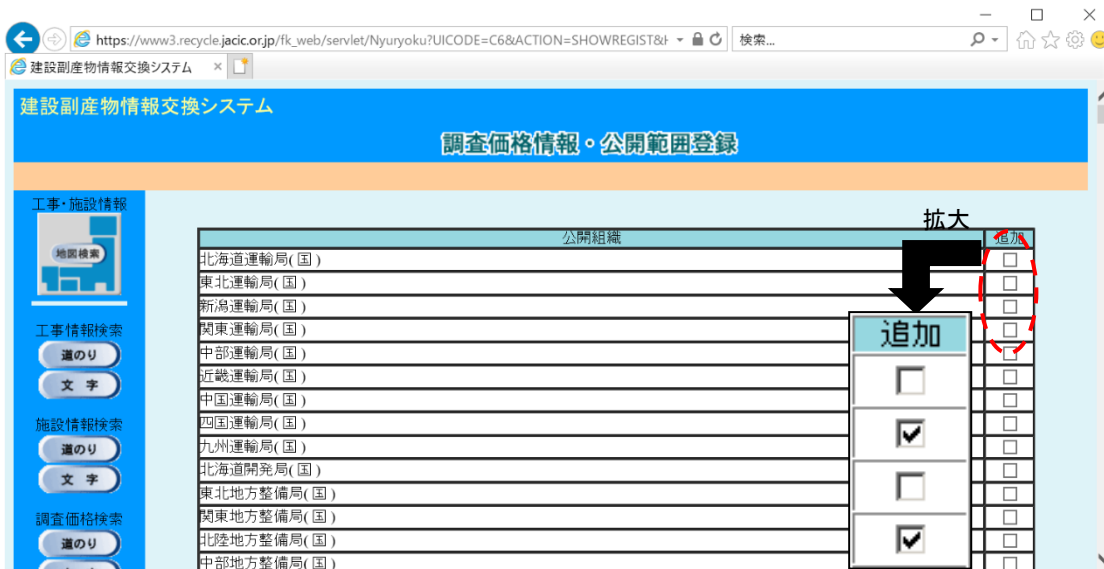 https://www3.recycle.jacic.or.jp/fk_web/servlet/Nyuryoku?UICODE=C6&ACTION=SHOWREGIST&
検索...
建設副産物情報交換システム
建設副産物情報交換システム
調査価格情報・公開範囲登録
工事・施設情報
地図検索
工事情報検索
道のり
文 字
施設情報検索
道のり
文 字
調査価格検索
道のり
拡大
公開組織 追加
北海道運輸局(国)
東北運輸局(国)
新潟運輸局(国)
関東運輸局(国)
中部運輸局(国)
近畿運輸局(国)
中国運輸局(国)
四国運輸局(国)
九州運輸局(国)
北海道開発局(国)
東北地方整備局(国)
関東地方整備局(国)
北陸地方整備局(国)
中部地方整備局(国)
追加